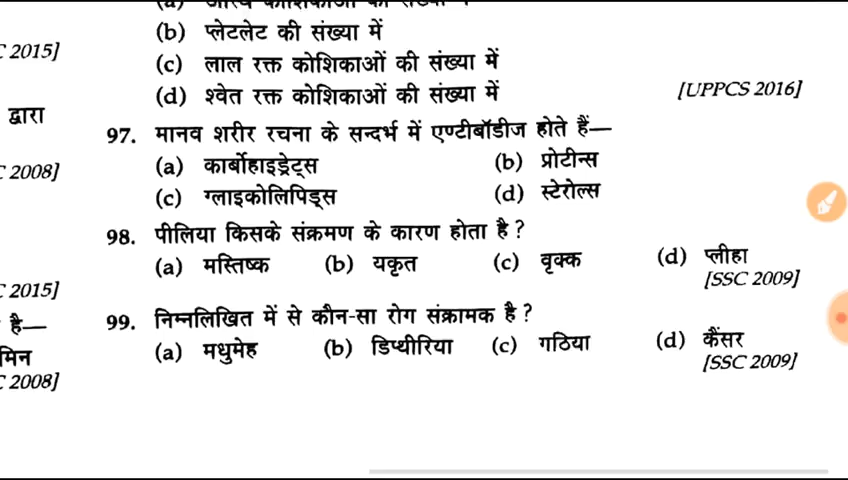 (b) प्लेटलेट की संख्या में
2015]
(c) लाल रक्त कोशिकाओं की संख्या में
(d) श्वेत रक्त कोशिकाओं की संख्या में
[UPPCS 2016]
द्वारा
97. मानव शरीर रचना के सन्दर्भ में एण्टीबॉडीज होते हैं—
2008]
(a) कार्बोहाइड्रेट्स (b) प्रोटीन्स
(c) ग्लाइकोलिपिड्स (d) स्टेरोल्स
98. पीलिया किसके संक्रमण के कारण होता है ?
(a) मस्तिष्क (b) यकृत (c) वृक्क (d) प्लीहा
[SSC 2009]
2015]
है—
99. निम्नलिखित में से कौन-सा रोग संक्रामक है ?
मिन
(a) मधुमेह (b) डिप्थीरिया (c) गठिया (d) कैंसर
[SSC 2009]
2008]